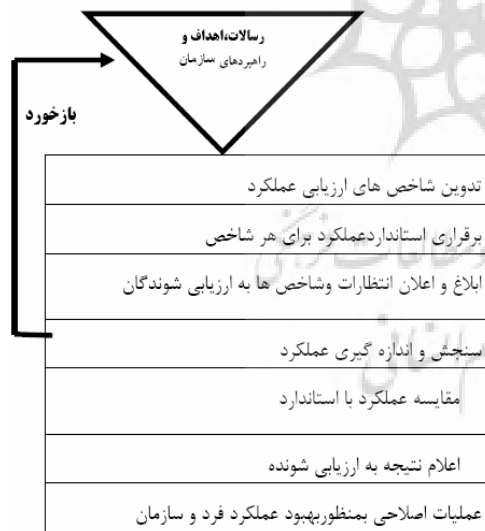 رسالات،اهداف و
راهبردهای سازمان
بازخورد
تدوین شاخص های ارزیابی عملکرد
برقراری استانداردعملکرد برای هر شاخص
ابلاغ و اعلان انتظارات وشاخص ها به ارزیابی شوندگان
سنجش و اندازه گیری عملکرد
مقایسه عملکرد با استاندارد
اعلام نتیجه به ارزیابی شونده
عملیات اصلاحی بمنظوربهبود عملکرد فرد و سازمان